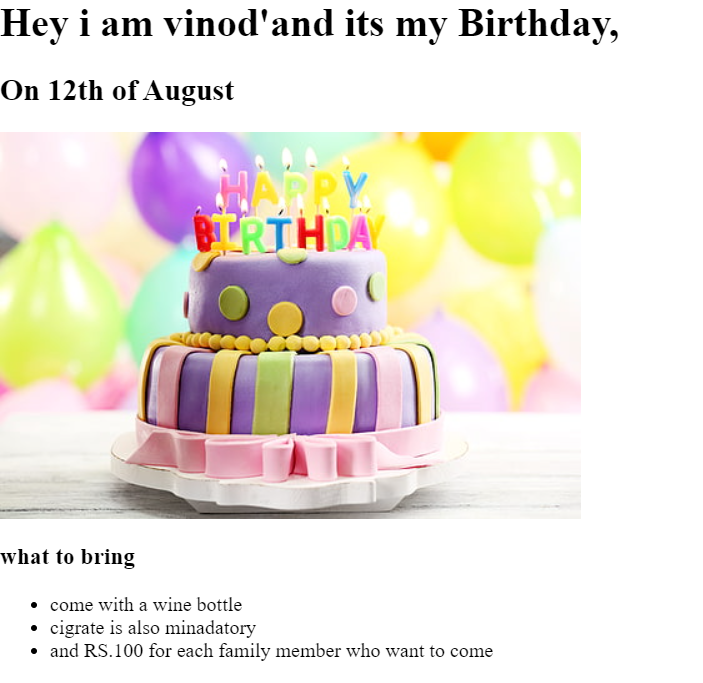 Hey i am vinod'and its my Birthday,
On 12th of August
HAPPY
BIRTHDAY
what to bring
come with a wine bottle
cigrate is also minadatory
and RS.100 for each family member who want to come